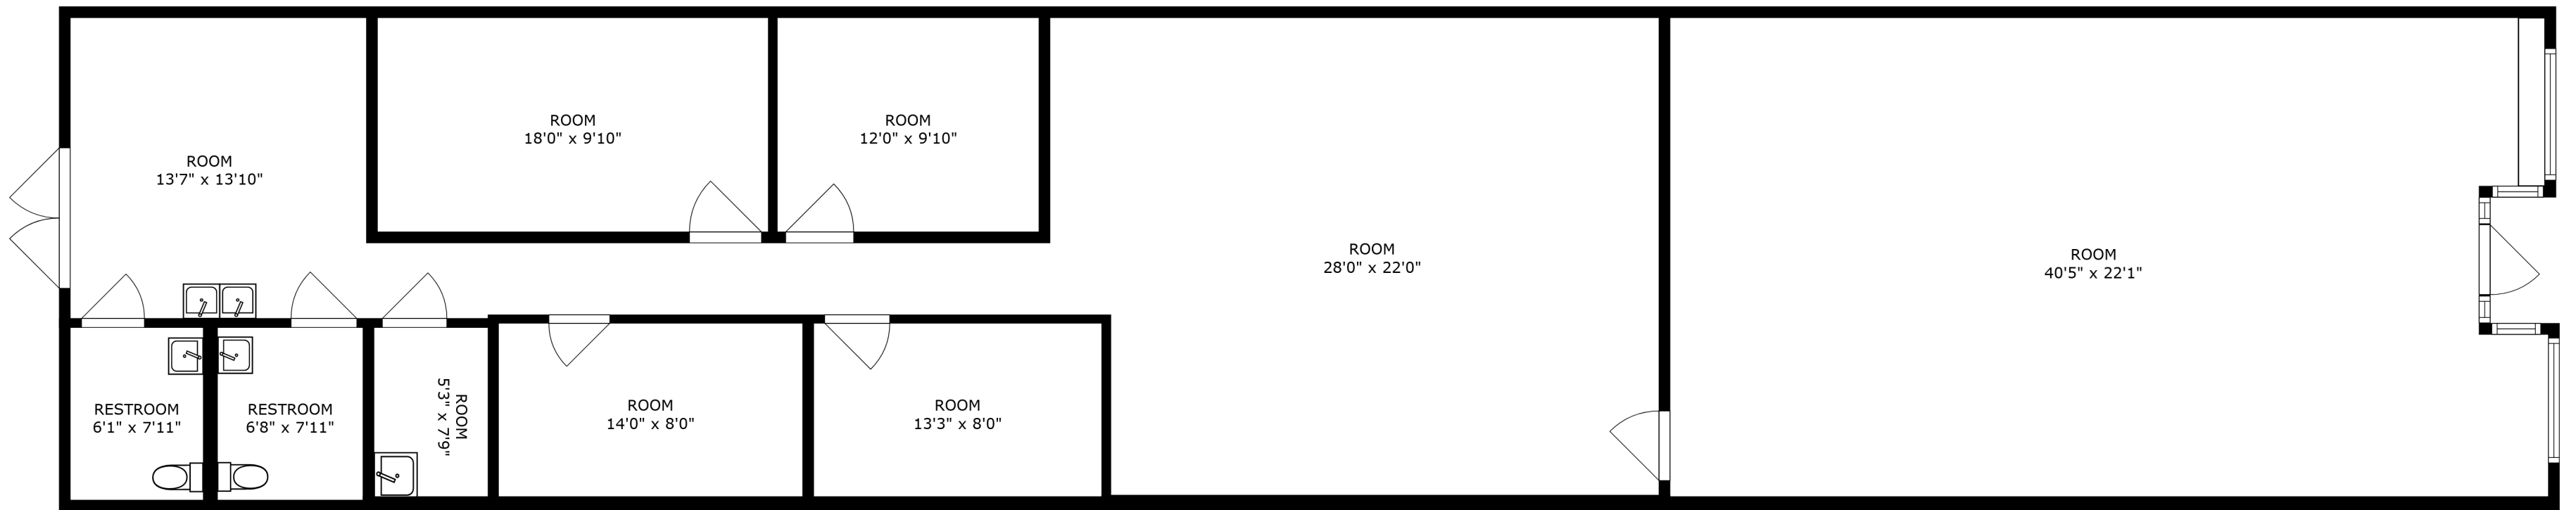 ROOM
13'7" x 13'10"
ROOM
18'0" x 9'10"
ROOM
12'0" x 9'10"
ROOM
28'0" x 22'0"
ROOM
40'5" x 22'1"
RESTROOM
6'1" x 7'11"
RESTROOM
6'8" x 7'11"
ROOM
5'3" x 7'9"
ROOM
14'0" x 8'0"
ROOM
13'3" x 8'0"